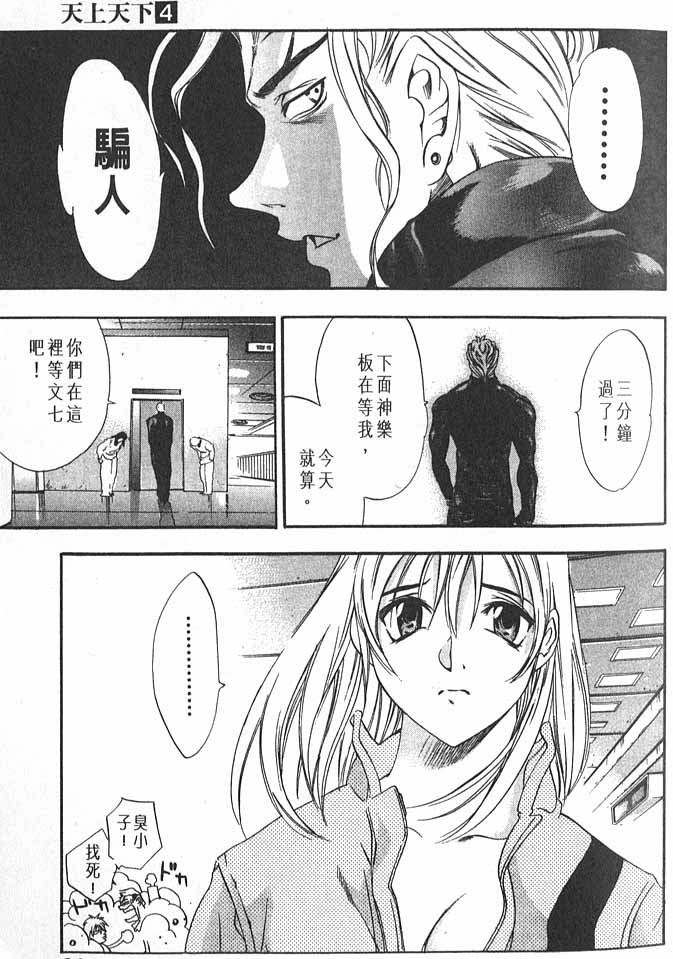 天上天下4
………
騙人
三分鐘
過了！
下面神樂
板在等我，
今天
就算。
你們在這
裡等文七
吧！
…………
臭小
子！
找死！
ドカ
ドカ